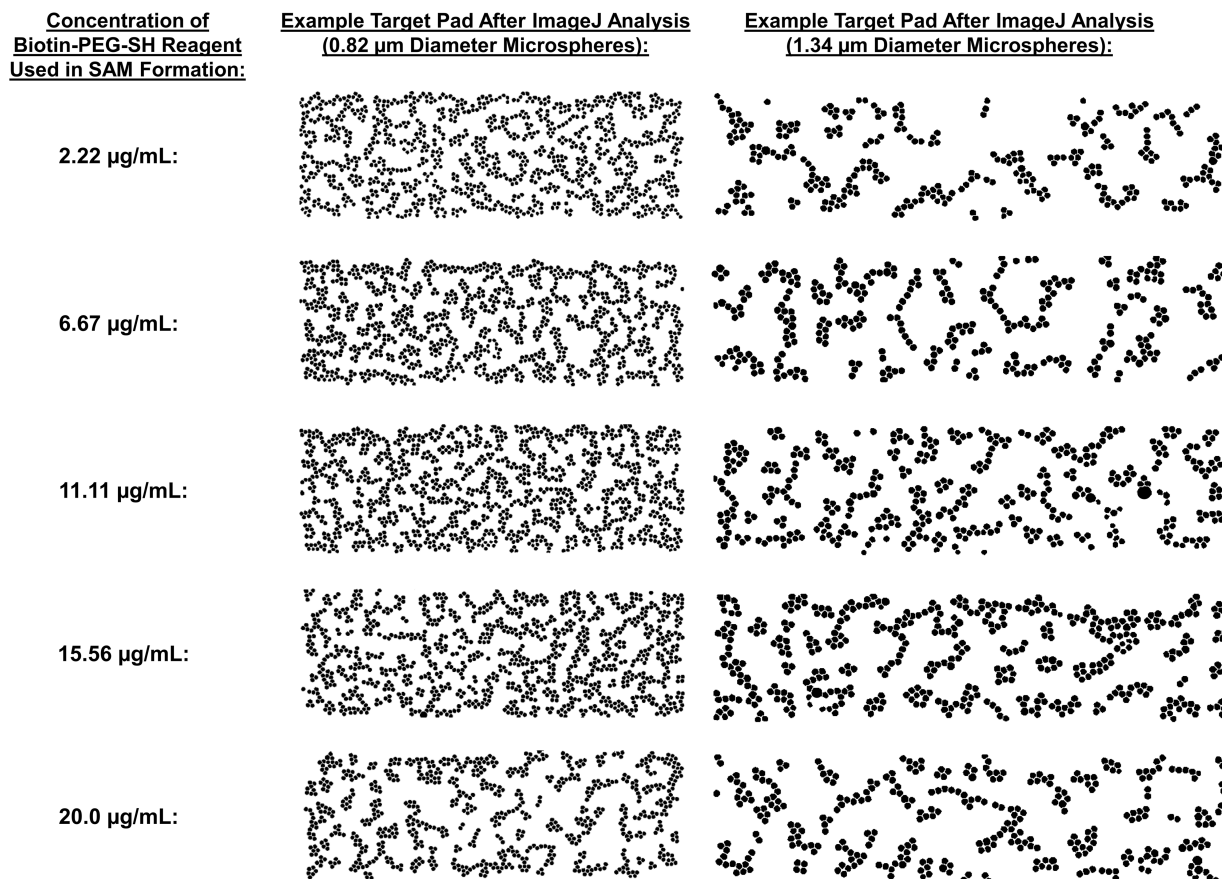 Concentration of
Biotin-PEG-SH Reagent
Used in SAM Formation:
Example Target Pad After ImageJ Analysis
(0.82 µm Diameter Microspheres):
Example Target Pad After ImageJ Analysis
(1.34 µm Diameter Microspheres):
2.22 µg/mL:
6.67 µg/mL:
11.11 µg/mL:
15.56 µg/mL:
20.0 µg/mL: